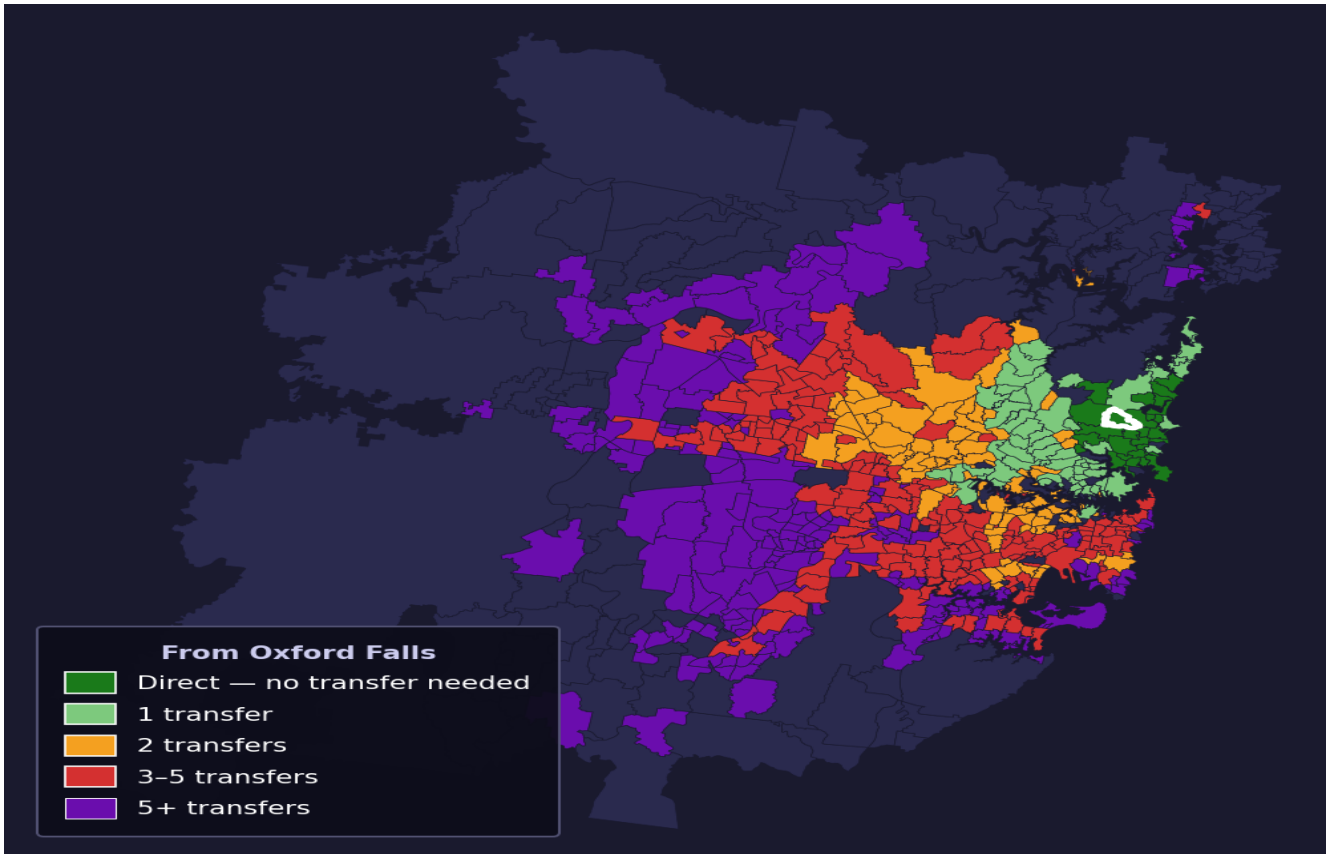 From Oxford Falls
Direct — no transfer needed
1 transfer
2 transfers
3–5 transfers
5+ transfers